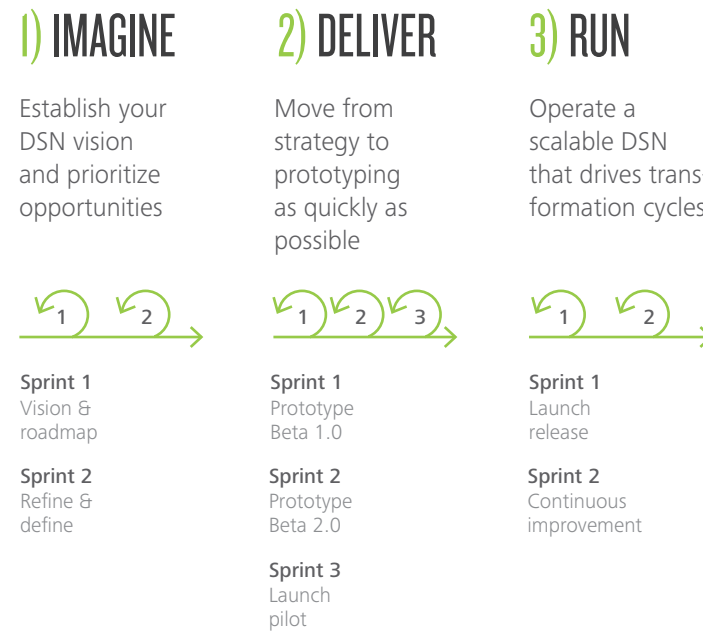 1) IMAGINE
Establish your
DSN vision
and prioritize
opportunities
1 2
Sprint 1
Vision &
roadmap
Sprint 2
Refine &
define
2) DELIVER
Move from
strategy to
prototyping
as quickly as
possible
1 2 3
Sprint 1
Prototype
Beta 1.0
Sprint 2
Prototype
Beta 2.0
Sprint 3
Launch
pilot
3) RUN
Operate a
scalable DSN
that drives trans-
formation cycles
1 2
Sprint 1
Launch
release
Sprint 2
Continuous
improvement